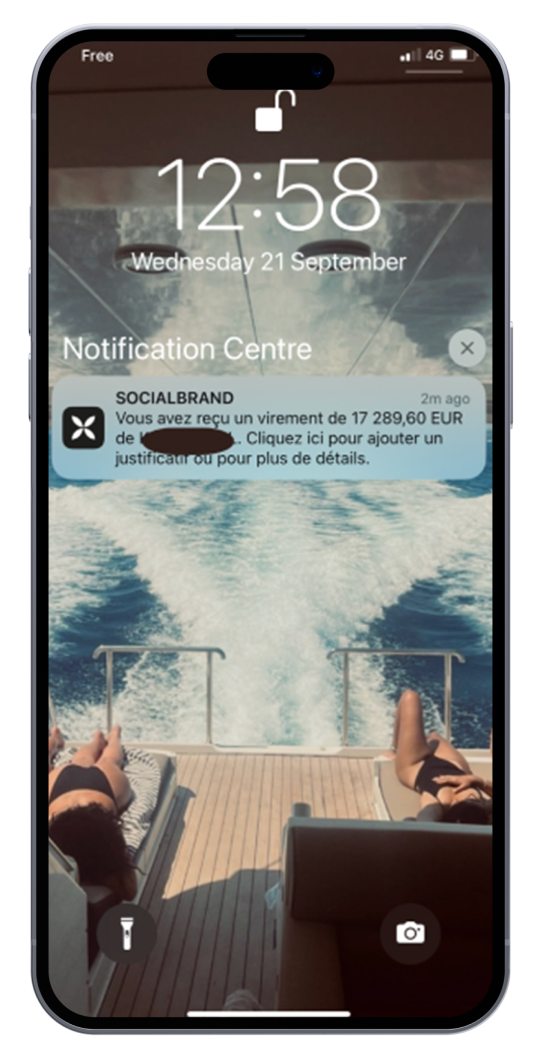 Free
4G
12:58
Wednesday 21 September
Notification Centre
SOCIALBRAND
2m ago
Vous avez reçu un virement de 17 289,60 EUR
de . Cliquez ici pour ajouter un
justificatif ou pour plus de détails.